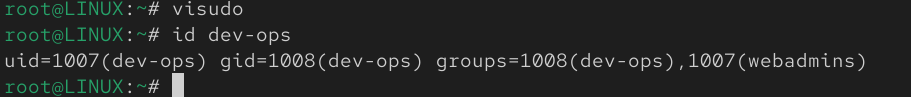 root@LINUX:~# visudo
root@LINUX:~# id dev-ops
uid=1007(dev-ops) gid=1008(dev-ops) groups=1008(dev-ops),1007(webadmins)
root@LINUX:~#